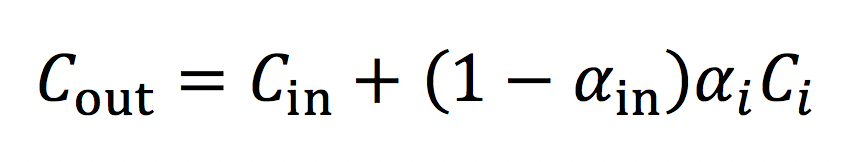 C_out = C_in + (1 − α_in)α_i C_i